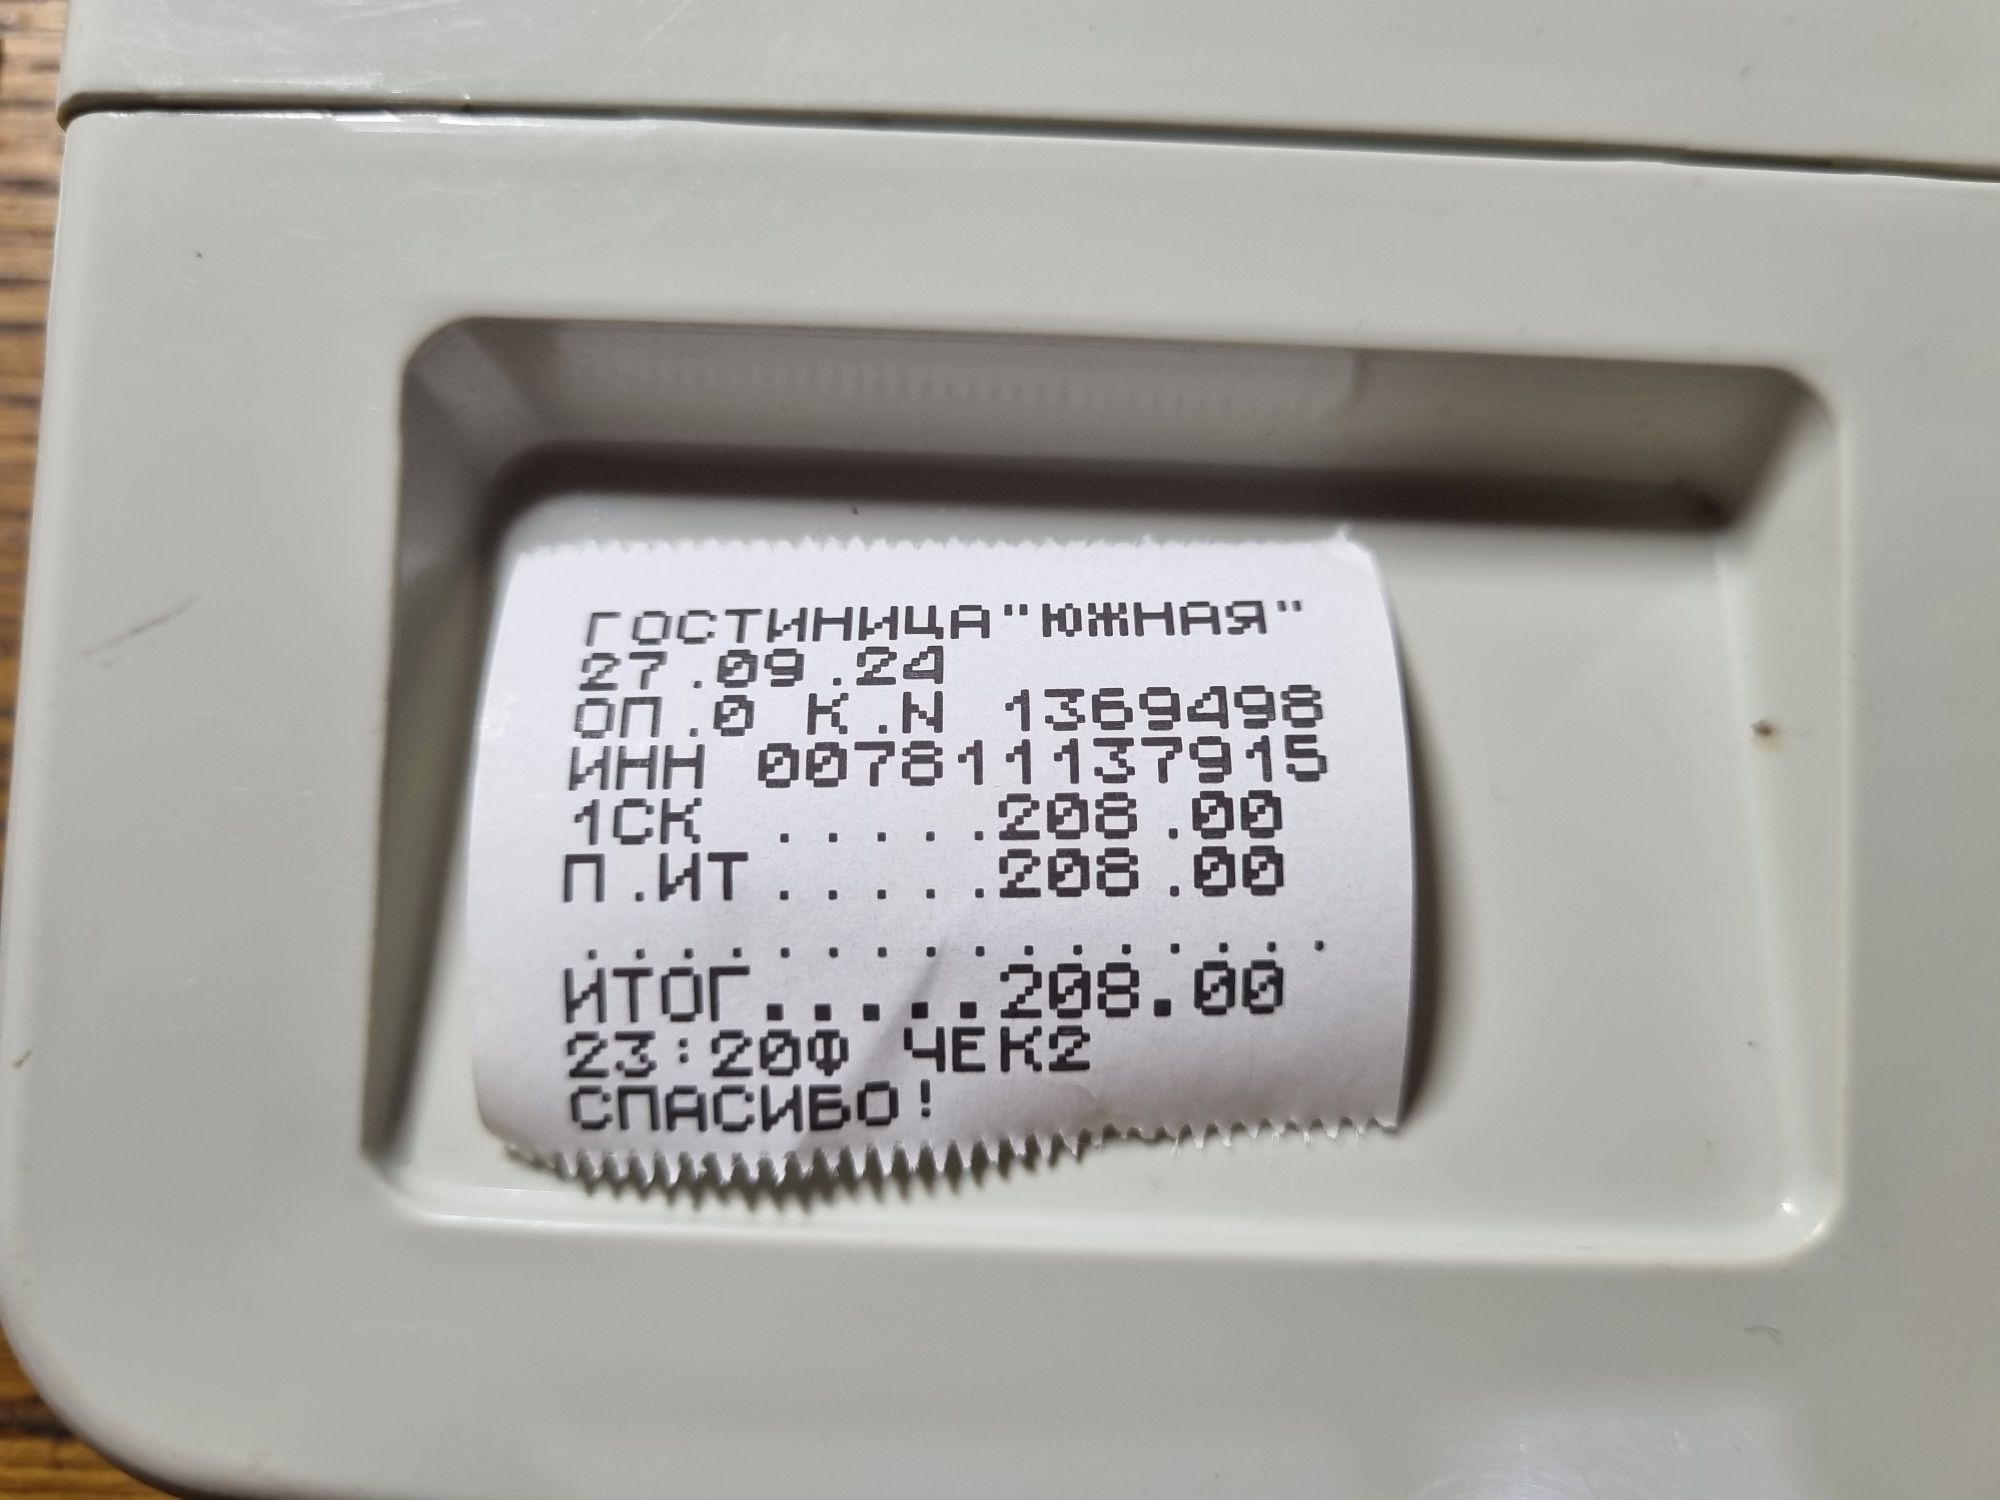 ГОСТИНИЦА"ЮЖНАЯ"
27.09.24
ОП.0 К.N 1369498
ИНН 007811137915
1СК .....208.00
П.ИТ.....208.00
................
ИТОГ.....208.00
23:20Ф ЧЕК2
СПАСИБО!